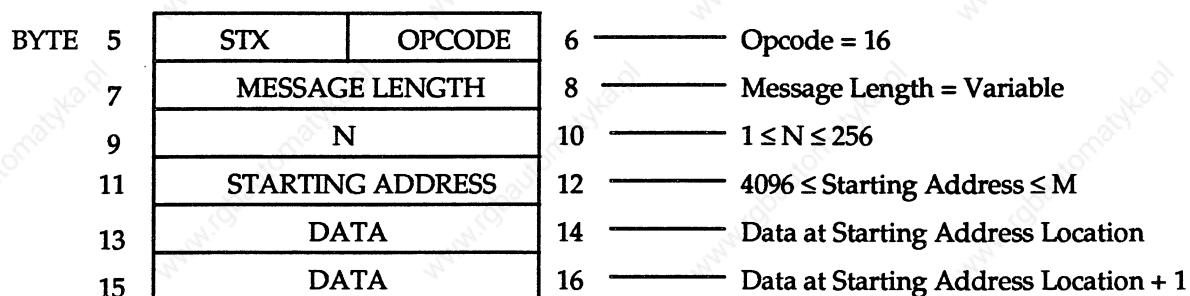 BYTE 5 STX OPCODE 6 Opcode = 16
7 MESSAGE LENGTH 8 Message Length = Variable
9 N 10 1 ≤ N ≤ 256
11 STARTING ADDRESS 12 4096 ≤ Starting Address ≤ M
13 DATA 14 Data at Starting Address Location
15 DATA 16 Data at Starting Address Location + 1